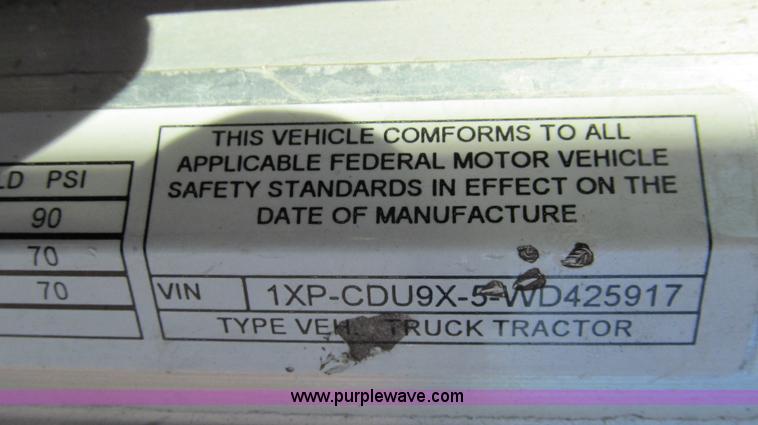 THIS VEHICLE COMFORMS TO ALL
APPLICABLE FEDERAL MOTOR VEHICLE
SAFETY STANDARDS IN EFFECT ON THE
DATE OF MANUFACTURE
LD PSI
90
70
70
VIN 1XP-CDU9X-5-WD425917
TYPE VEH. TRUCK TRACTOR
www.purplewave.com